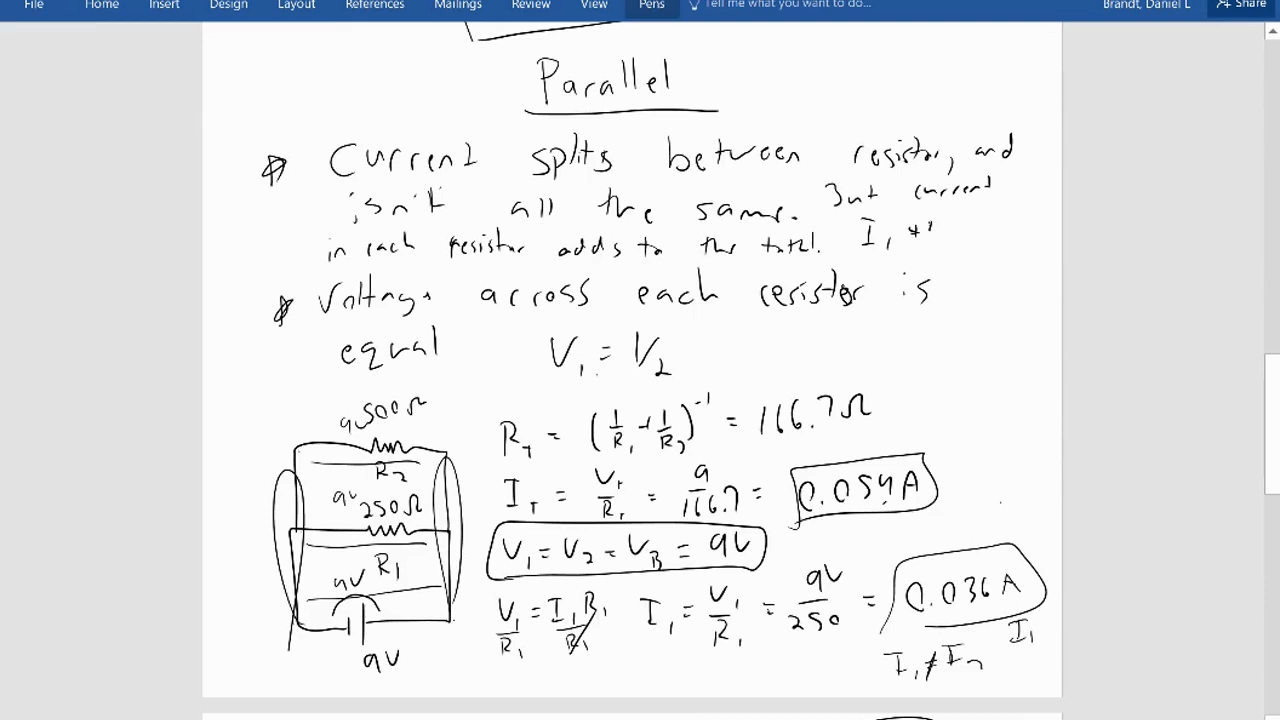 File Home Insert Design Layout References Mailings Review View Pens Tell me what you want to do... Brandt, Daniel L Share
Parallel
Current splits between resistor, and
isn't all the same. But current
in each resistor adds to the total. I₁ +
Voltage across each resistor is
equal V₁ = V₂
9V 500Ω
R₂
9V 250Ω
R₁
9V
9V
R_T = (1/R₁ + 1/R₂)⁻¹ = 116.7Ω
I_T = V_T/R_T = 9/116.7 = 0.054A
V₁ = V₂ = V_B = 9V
V₁/R₁ = I₁R₁/R₁ I₁ = V₁/R₁ = 9V/250 = 0.036A
I₁
I₁ ≠ I₂